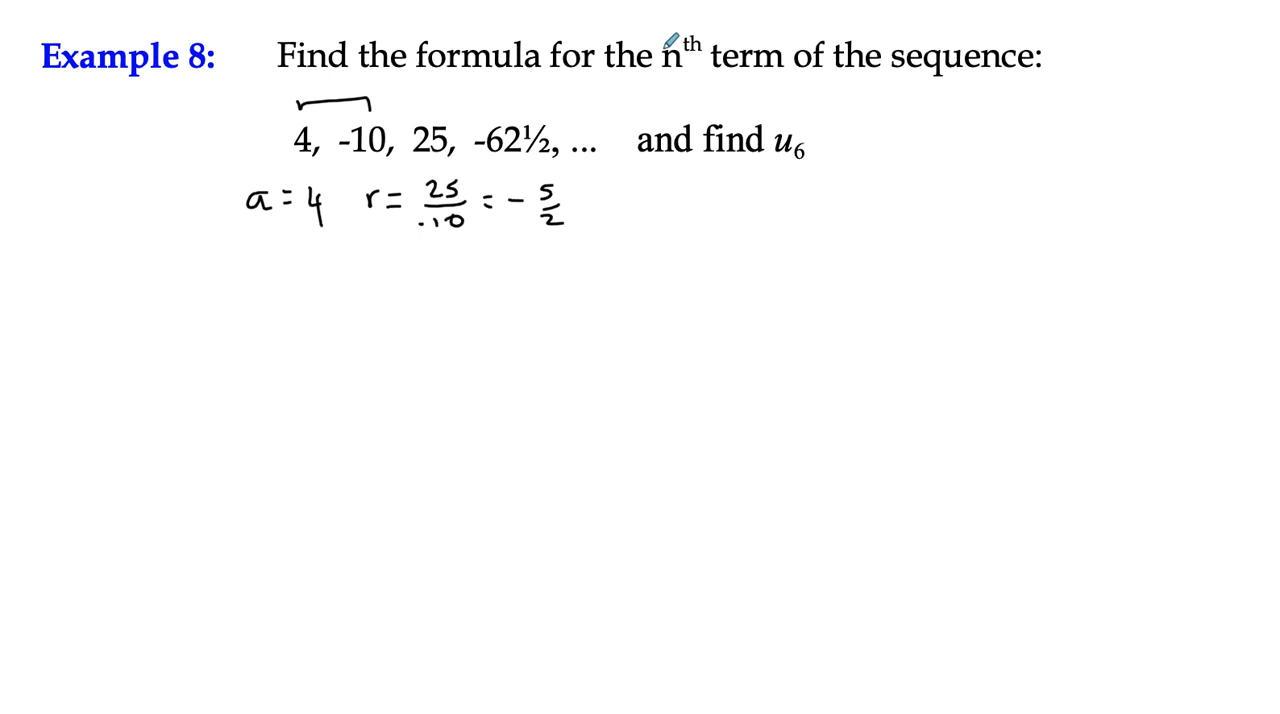 Example 8: Find the formula for the nᵗʰ term of the sequence:
4, -10, 25, -62½, ... and find u₆
a = 4 r = 25/-10 = - 5/2